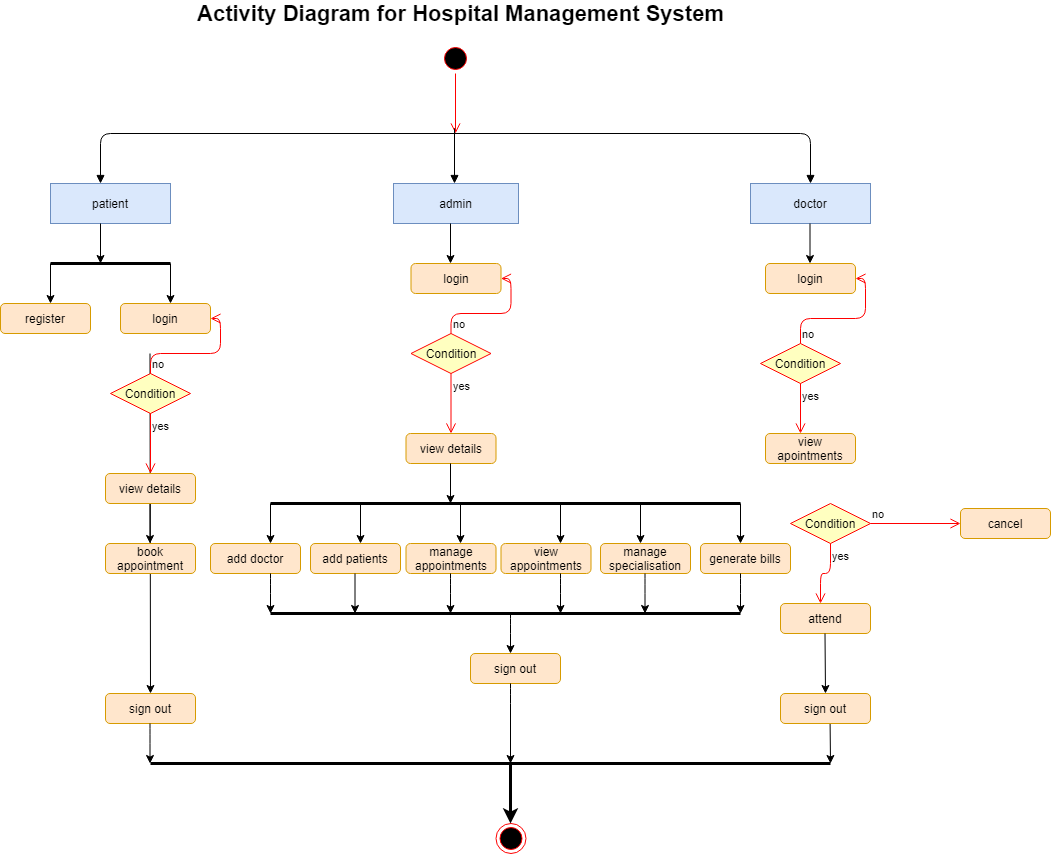 Activity Diagram for Hospital Management System
patient
admin
doctor
login
login
register
login
no
no
no
Condition
Condition
Condition
yes
yes
yes
view details
view
apointments
view details
Condition
no
cancel
book
appointment
add doctor
add patients
manage
appointments
view
appointments
manage
specialisation
generate bills
yes
attend
sign out
sign out
sign out